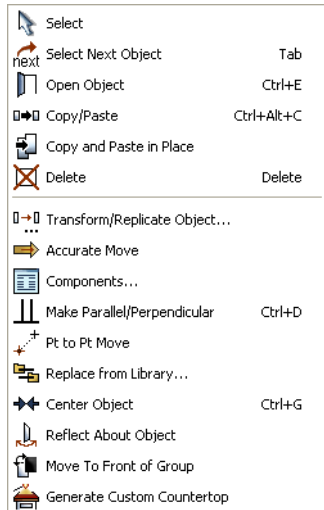 Select
next Select Next Object Tab
Open Object Ctrl+E
Copy/Paste Ctrl+Alt+C
Copy and Paste in Place
Delete Delete
Transform/Replicate Object...
Accurate Move
Components...
Make Parallel/Perpendicular Ctrl+D
Pt to Pt Move
Replace from Library...
Center Object Ctrl+G
Reflect About Object
Move To Front of Group
Generate Custom Countertop